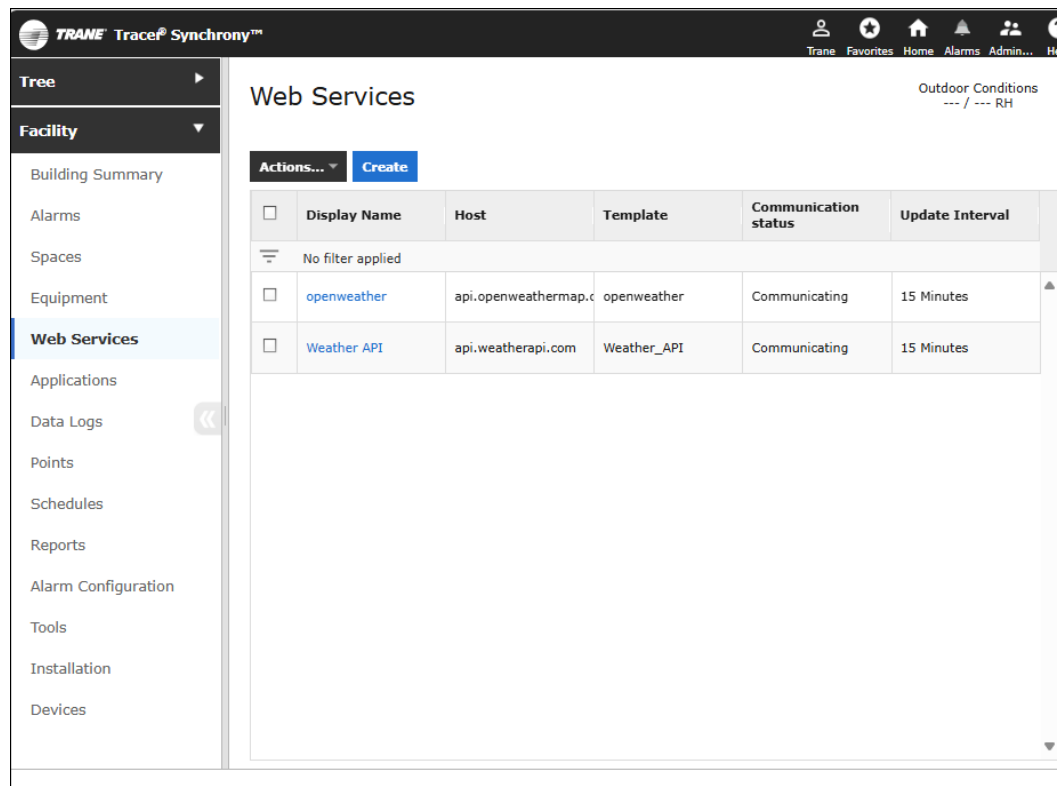 TRANE Tracer® Synchrony™
Trane Favorites Home Alarms Admin...
Tree
Facility
Building Summary
Alarms
Spaces
Equipment
Web Services
Applications
Data Logs
Points
Schedules
Reports
Alarm Configuration
Tools
Installation
Devices
Web Services
Outdoor Conditions
--- / --- RH
Actions... Create
Display Name Host Template Communication status Update Interval
No filter applied
openweather api.openweathermap.c openweather Communicating 15 Minutes
Weather API api.weatherapi.com Weather_API Communicating 15 Minutes